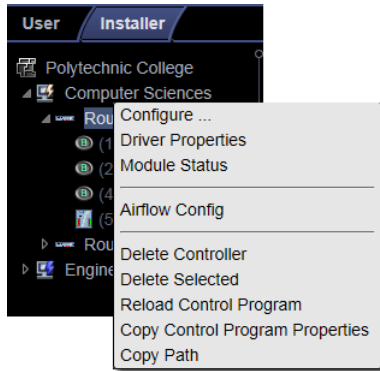 User Installer
Polytechnic College
Computer Sciences
Rou
Configure ...
(1
Driver Properties
(2
Module Status
(4
Airflow Config
(5
Rou
Delete Controller
Engine
Delete Selected
Reload Control Program
Copy Control Program Properties
Copy Path